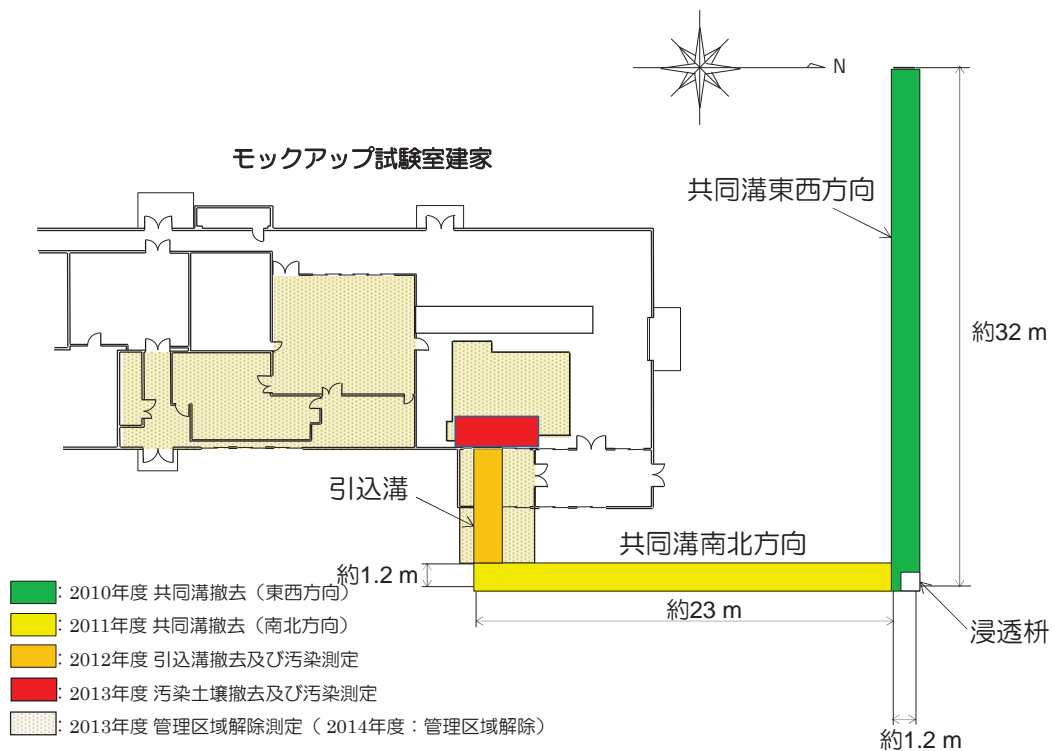 N
モックアップ試験室建家
共同溝東西方向
約32 m
引込溝
共同溝南北方向
約1.2 m
約23 m
浸透枡
約1.2 m
: 2010年度 共同溝撤去（東西方向）
: 2011年度 共同溝撤去（南北方向）
: 2012年度 引込溝撤去及び汚染測定
: 2013年度 汚染土壌撤去及び汚染測定
: 2013年度 管理区域解除測定（ 2014年度：管理区域解除）